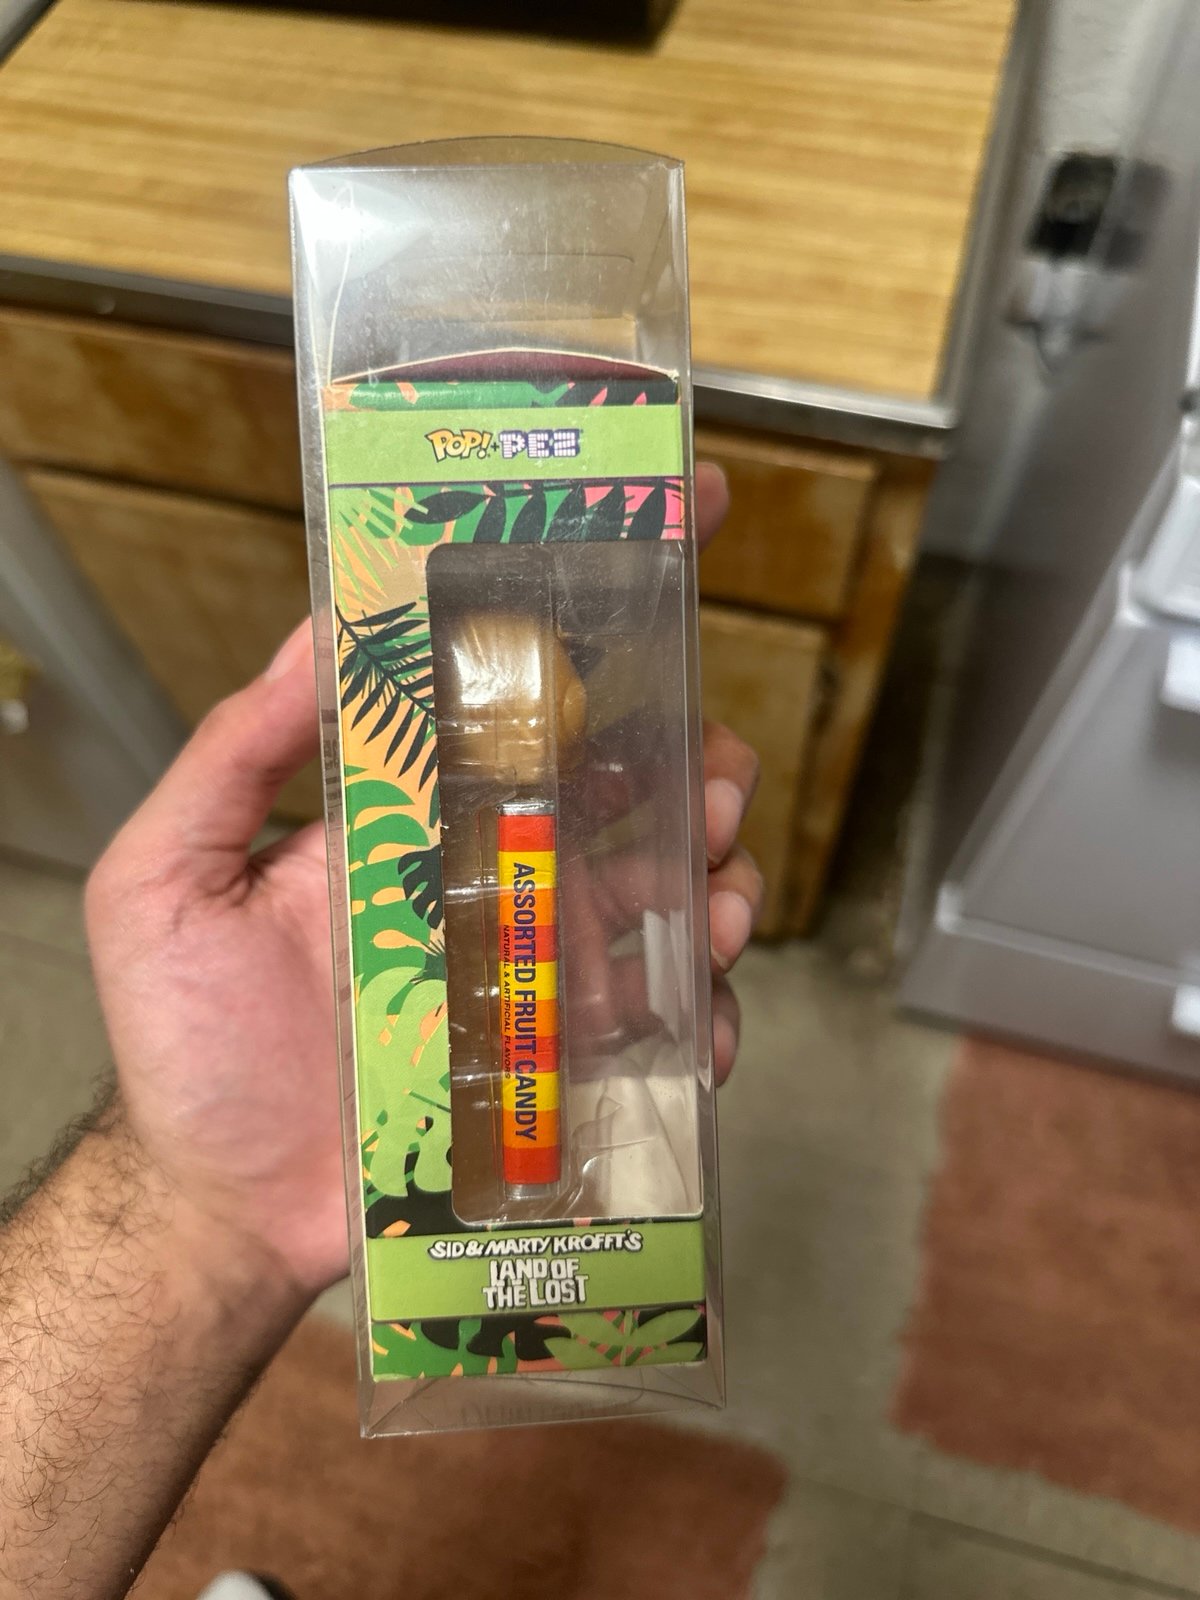 POP!+PEZ
ASSORTED FRUIT CANDY
NATURAL & ARTIFICIAL FLAVORS
SID & MARTY KROFFT'S
LAND OF
THE LOST